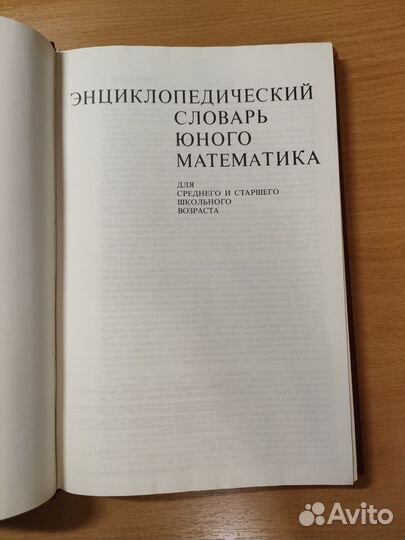 ЭНЦИКЛОПЕДИЧЕСКИЙ
СЛОВАРЬ
ЮНОГО
МАТЕМАТИКА
ДЛЯ
СРЕДНЕГО И СТАРШЕГО
ШКОЛЬНОГО
ВОЗРАСТА
Avito